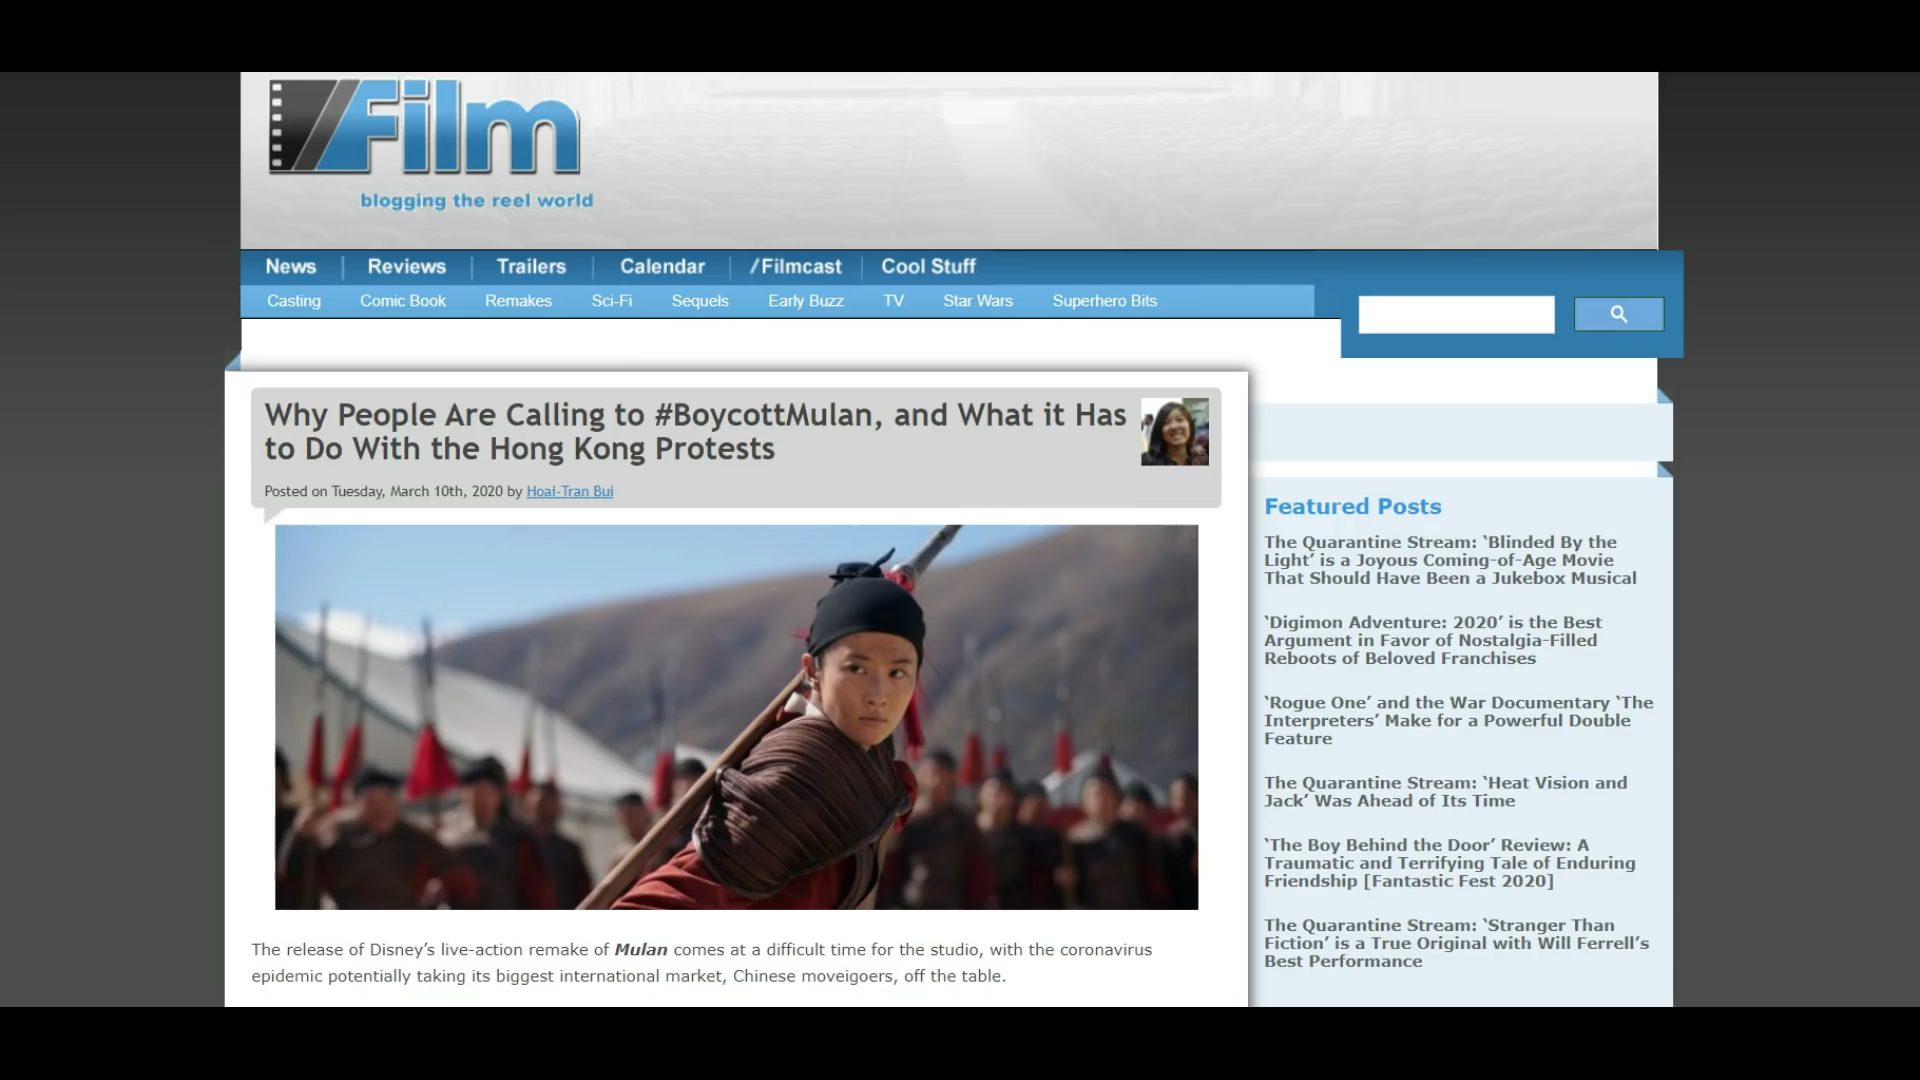 /Film
blogging the reel world
News
Reviews
Trailers
Calendar
/Filmcast
Cool Stuff
Casting
Comic Book
Remakes
Sci-Fi
Sequels
Early Buzz
TV
Star Wars
Superhero Bits
Why People Are Calling to #BoycottMulan, and What it Has
to Do With the Hong Kong Protests
Posted on Tuesday, March 10th, 2020 by Hoai-Tran Bui
The release of Disney’s live-action remake of Mulan comes at a difficult time for the studio, with the coronavirus
epidemic potentially taking its biggest international market, Chinese moveigoers, off the table.
Featured Posts
The Quarantine Stream: ‘Blinded By the
Light’ is a Joyous Coming-of-Age Movie
That Should Have Been a Jukebox Musical
‘Digimon Adventure: 2020’ is the Best
Argument in Favor of Nostalgia-Filled
Reboots of Beloved Franchises
‘Rogue One’ and the War Documentary ‘The
Interpreters’ Make for a Powerful Double
Feature
The Quarantine Stream: ‘Heat Vision and
Jack’ Was Ahead of Its Time
‘The Boy Behind the Door’ Review: A
Traumatic and Terrifying Tale of Enduring
Friendship [Fantastic Fest 2020]
The Quarantine Stream: ‘Stranger Than
Fiction’ is a True Original with Will Ferrell’s
Best Performance